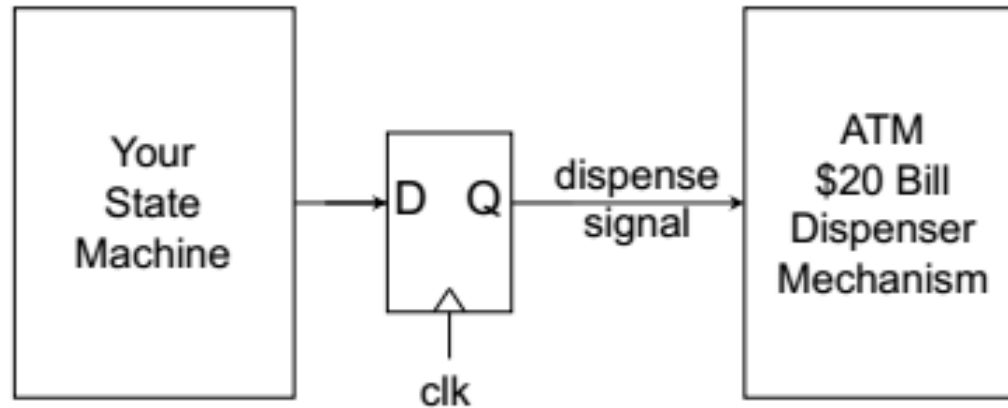 Your
State
Machine
D Q
clk
dispense
signal
ATM
$20 Bill
Dispenser
Mechanism